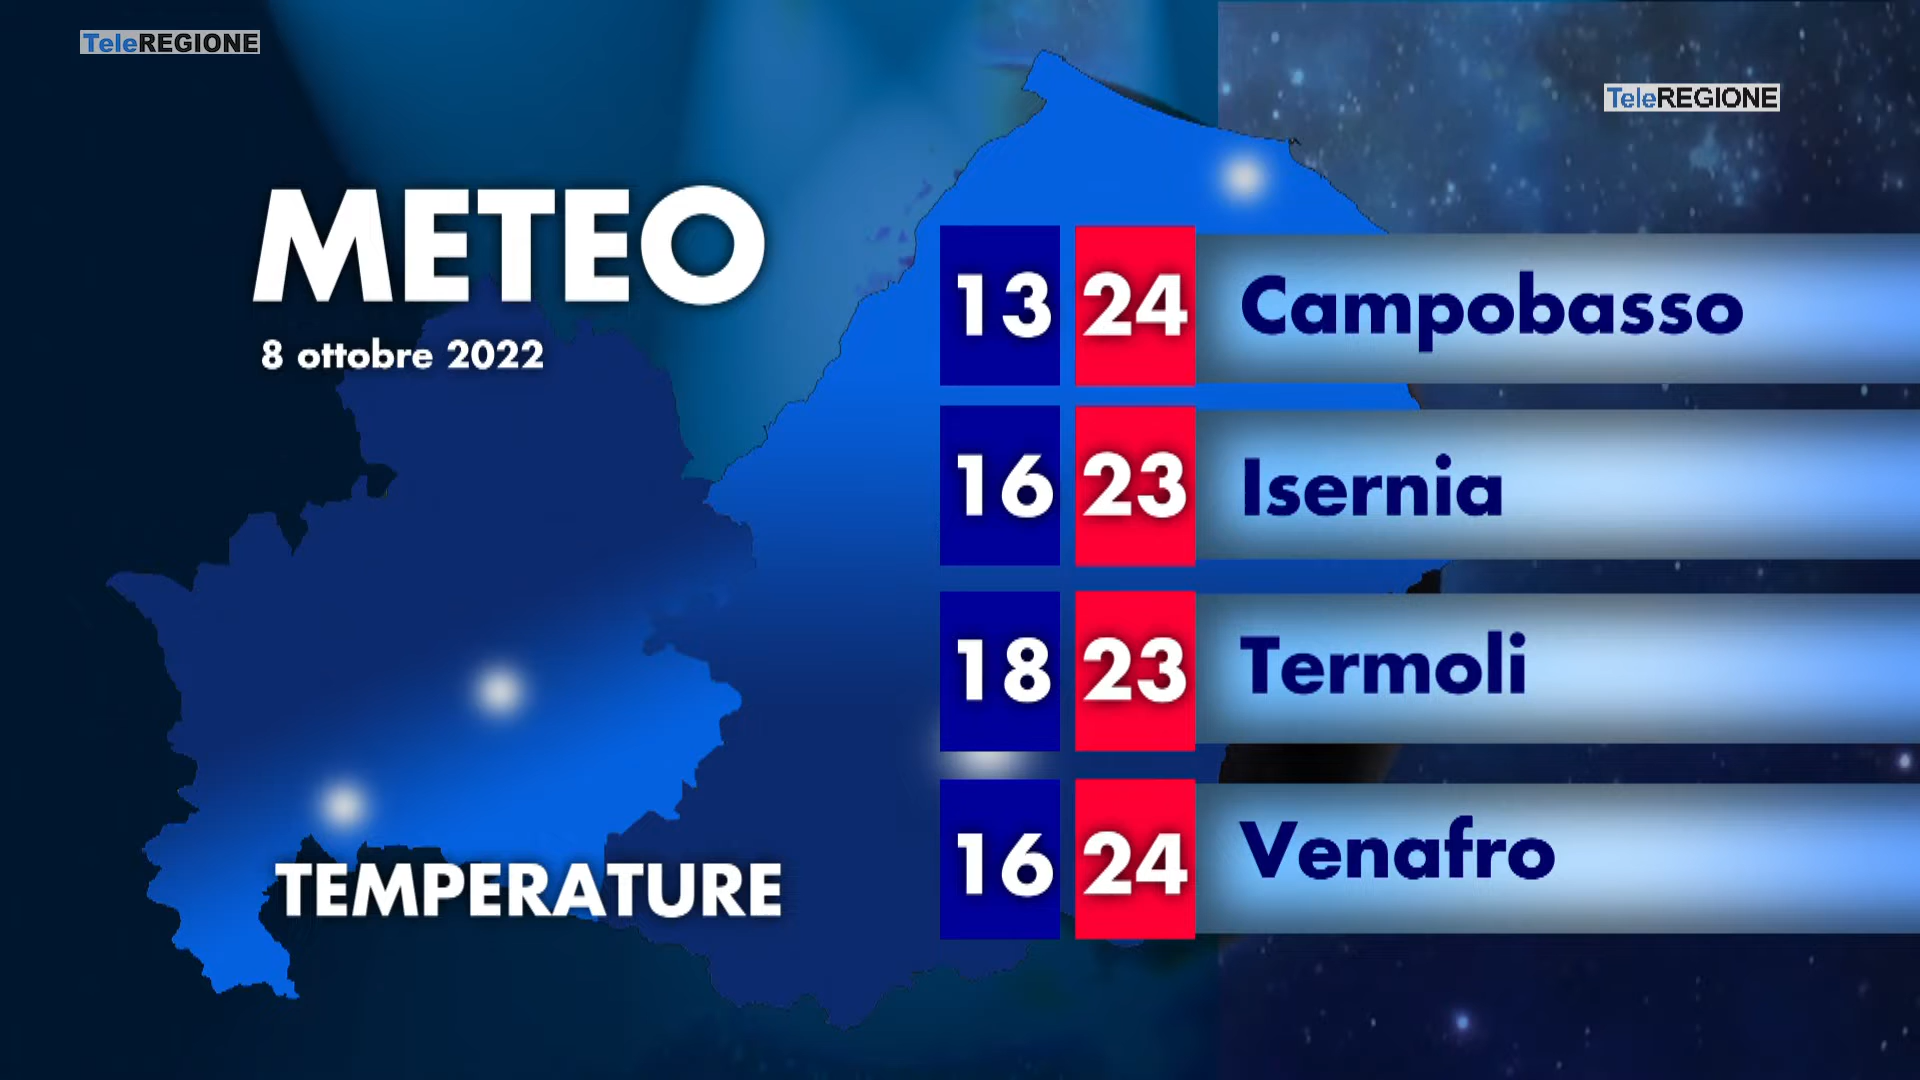 TeleREGIONE
TeleREGIONE
METEO
8 ottobre 2022
13 24 Campobasso
16 23 Isernia
18 23 Termoli
16 24 Venafro
TEMPERATURE